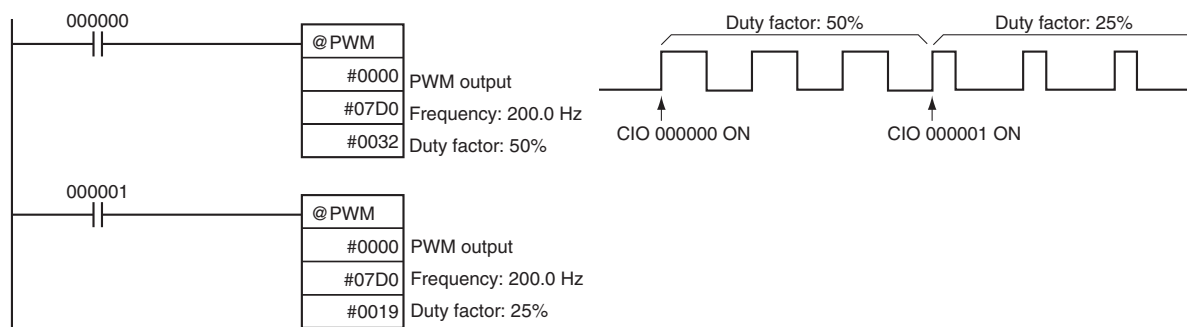 000000
@PWM
#0000 PWM output
#07D0 Frequency: 200.0 Hz
#0032 Duty factor: 50%
000001
@PWM
#0000 PWM output
#07D0 Frequency: 200.0 Hz
#0019 Duty factor: 25%
Duty factor: 50% Duty factor: 25%
CIO 000000 ON CIO 000001 ON